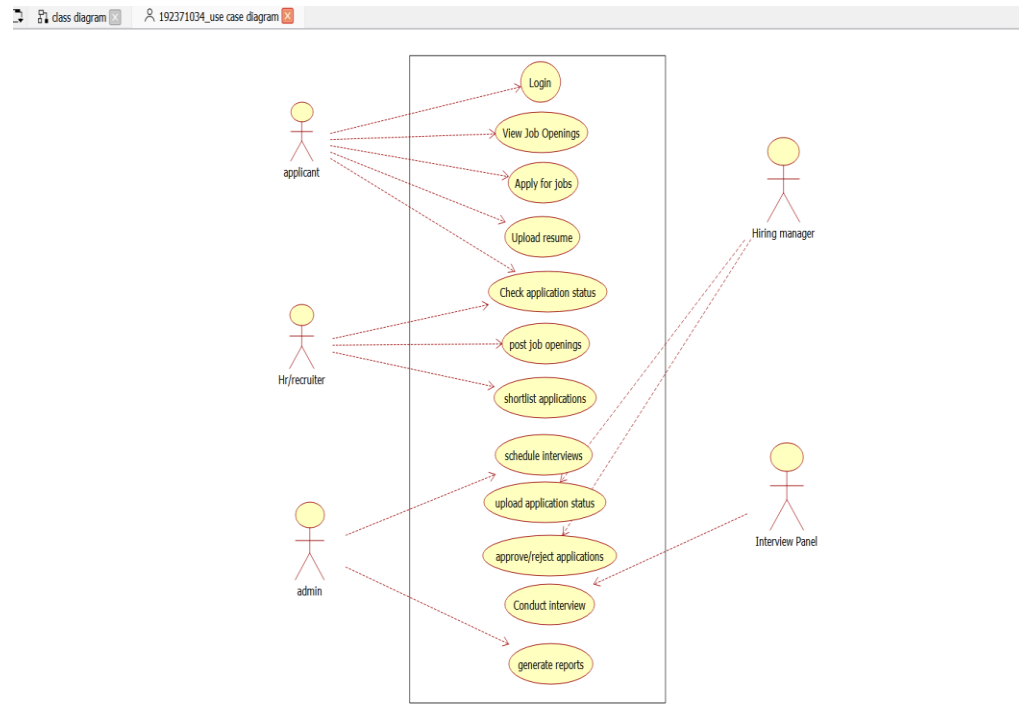 class diagram
192371034_use case diagram
Login
View Job Openings
applicant
Apply for jobs
Upload resume
Hiring manager
Check application status
post job openings
Hr/recruiter
shortlist applications
schedule interviews
upload application status
Interview Panel
approve/reject applications
admin
Conduct interview
generate reports